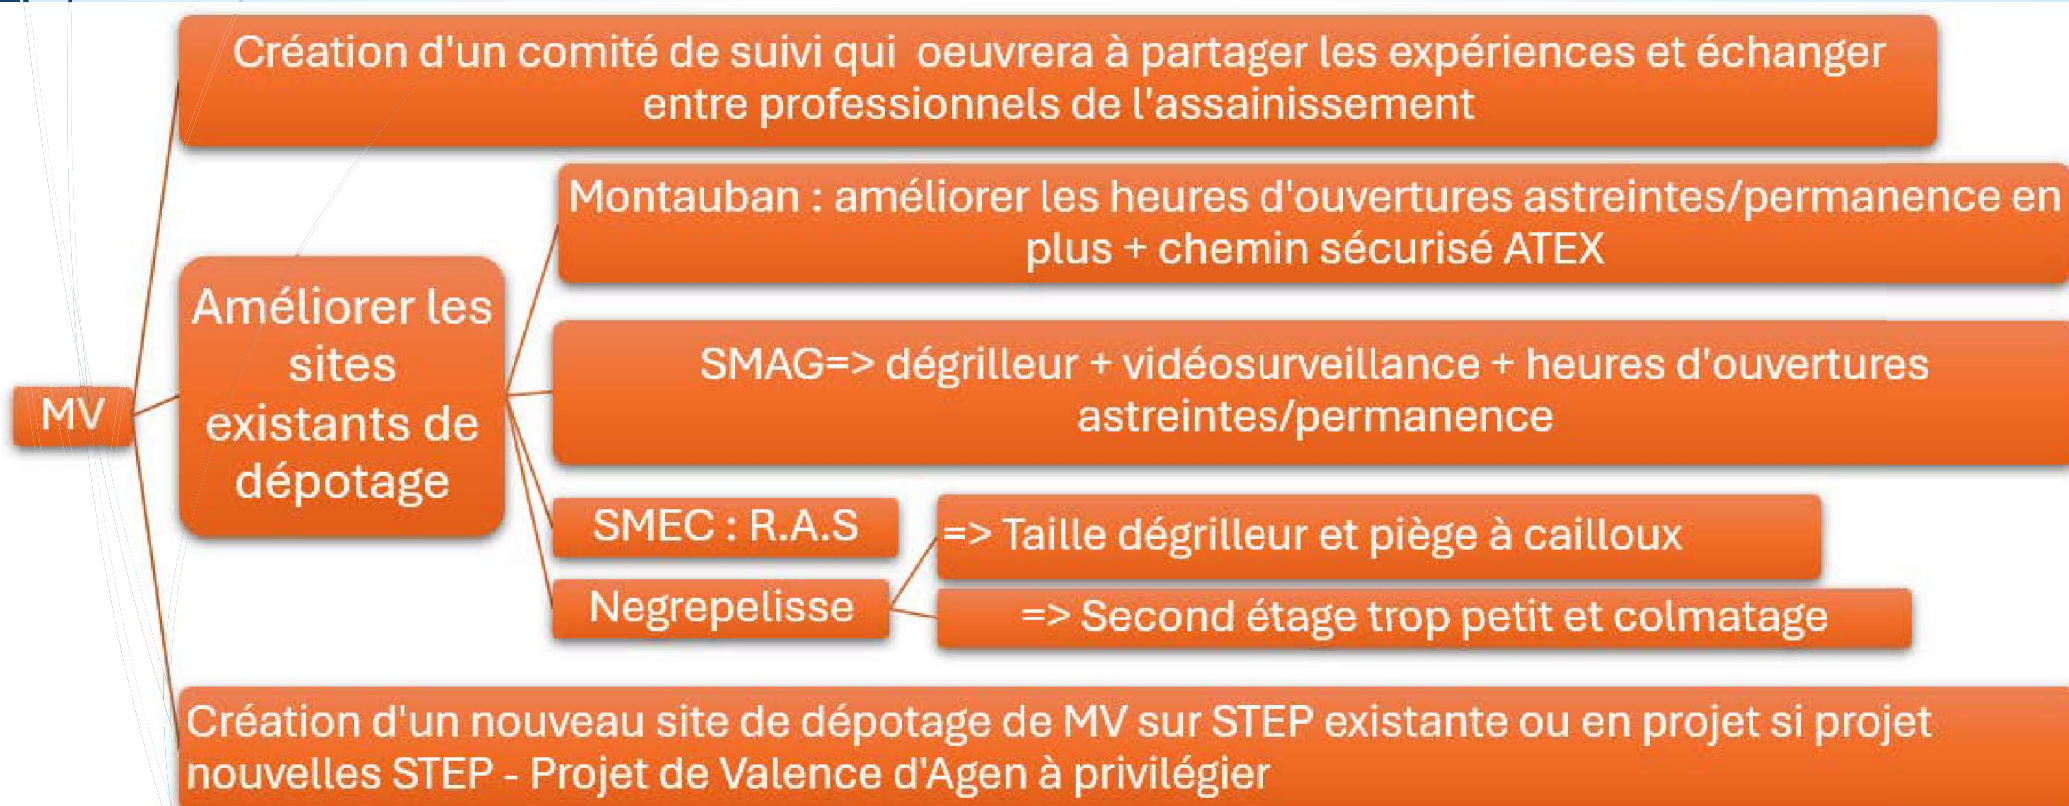 Création d'un comité de suivi qui oeuvrera à partager les expériences et échanger
entre professionnels de l'assainissement
Montauban : améliorer les heures d'ouvertures astreintes/permanence en
plus + chemin sécurisé ATEX
Améliorer les
sites
existants de
dépotage
SMAG=> dégrilleur + vidéosurveillance + heures d'ouvertures
astreintes/permanence
MV
SMEC : R.A.S
=> Taille dégrilleur et piège à cailloux
Negrepelisse
=> Second étage trop petit et colmatage
Création d'un nouveau site de dépotage de MV sur STEP existante ou en projet si projet
nouvelles STEP - Projet de Valence d'Agen à privilégier